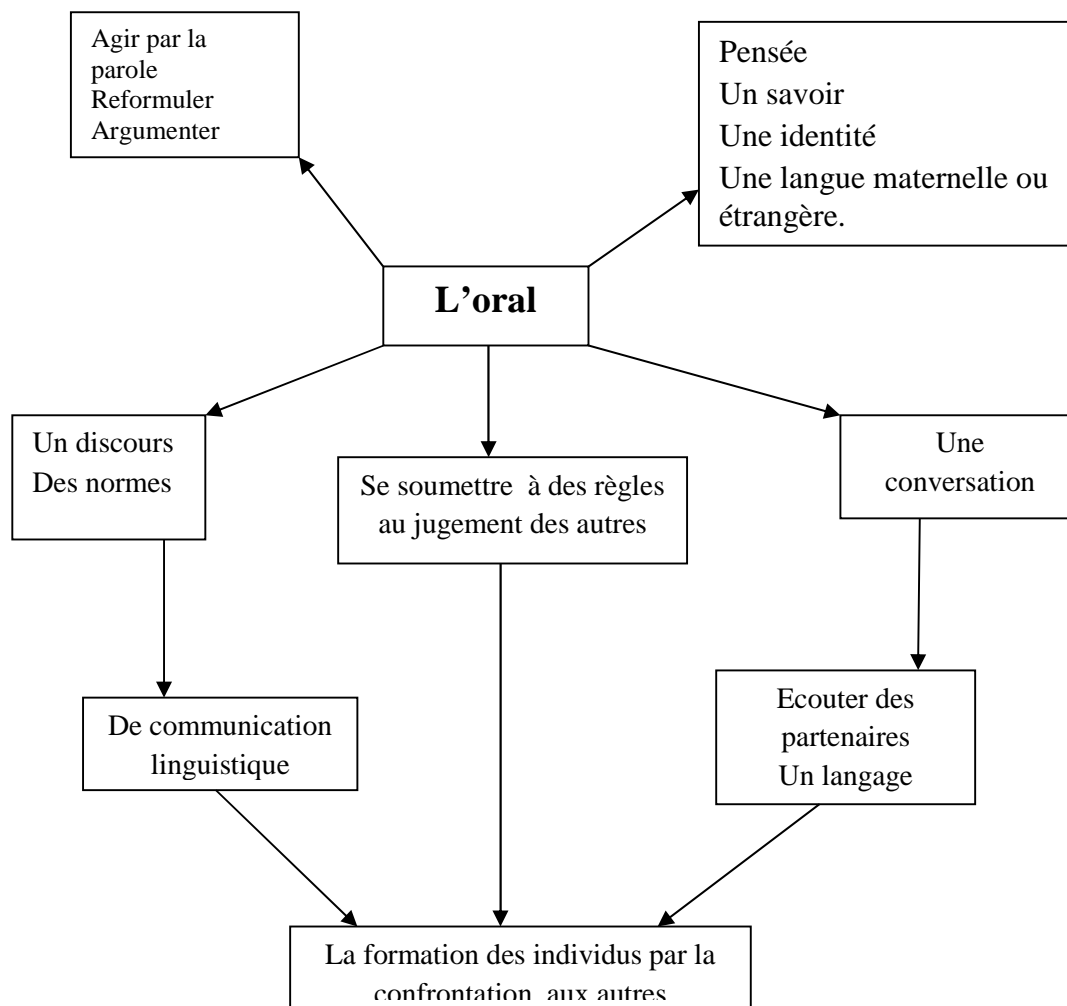 Agir par la
parole
Reformuler
Argumenter
Pensée
Un savoir
Une identité
Une langue maternelle ou
étrangère.
L’oral
Un discours
Des normes
Se soumettre à des règles
au jugement des autres
Une
conversation
De communication
linguistique
Ecouter des
partenaires
Un langage
La formation des individus par la
confrontation aux autres